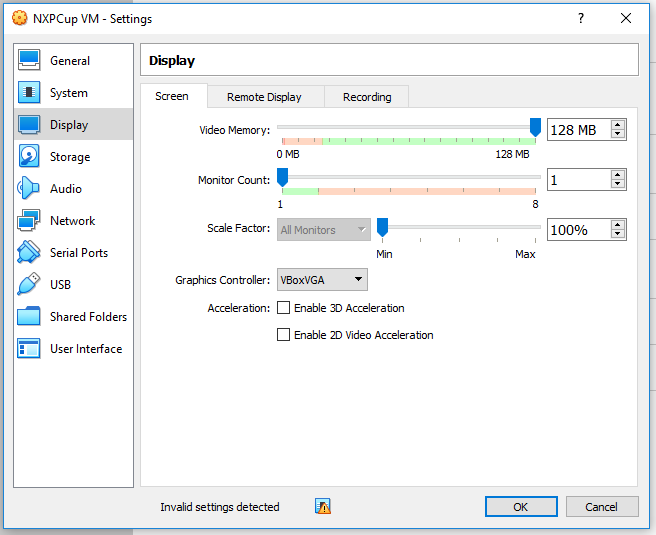 NXPCup VM - Settings
?
General
System
Display
Storage
Audio
Network
Serial Ports
USB
Shared Folders
User Interface
Display
Screen
Remote Display
Recording
Video Memory:
128 MB
0 MB
128 MB
Monitor Count:
1
1
8
Scale Factor:
All Monitors
100%
Min
Max
Graphics Controller:
VBoxVGA
Acceleration:
Enable 3D Acceleration
Enable 2D Video Acceleration
Invalid settings detected
OK
Cancel